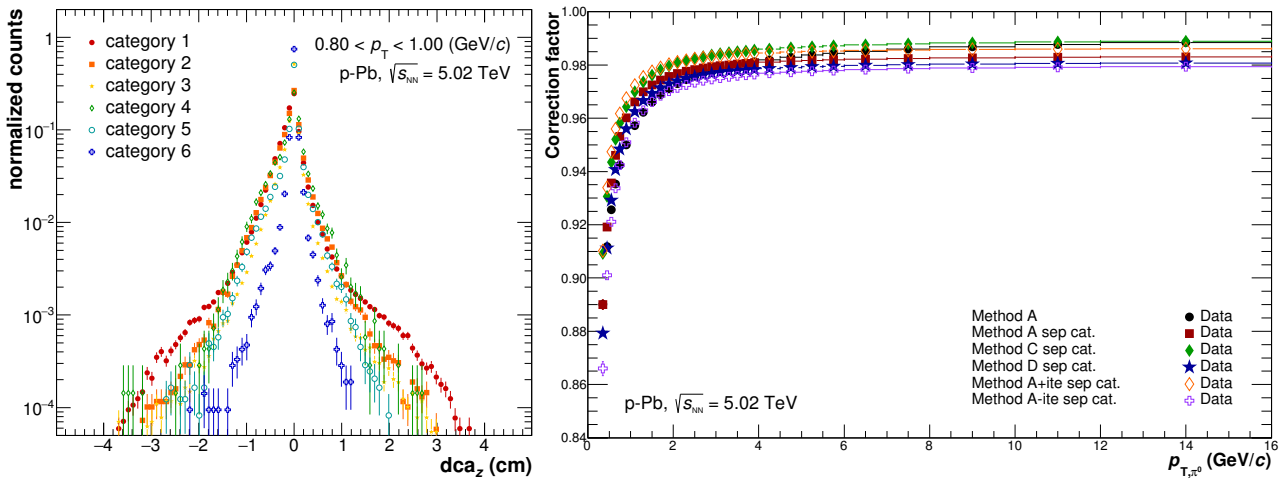 normalized counts
1
10⁻¹
10⁻²
10⁻³
10⁻⁴
category 1
category 2
category 3
category 4
category 5
category 6
0.80 < p_T < 1.00 (GeV/c)
p-Pb, √s_NN = 5.02 TeV
−4 −3 −2 −1 0 1 2 3 4
dca_z (cm)
Correction factor
1.00
0.98
0.96
0.94
0.92
0.90
0.88
0.86
0.84
Method A Data
Method A sep cat. Data
Method C sep cat. Data
Method D sep cat. Data
Method A+ite sep cat. Data
Method A-ite sep cat. Data
p-Pb, √s_NN = 5.02 TeV
0 2 4 6 8 10 12 14 16
p_T,π⁰ (GeV/c)